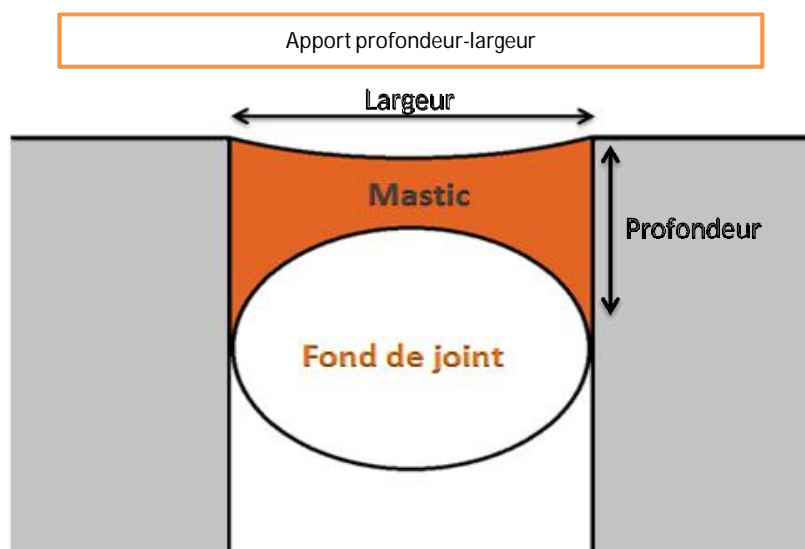 Apport profondeur-largeur
Largeur
Mastic
Profondeur
Fond de joint